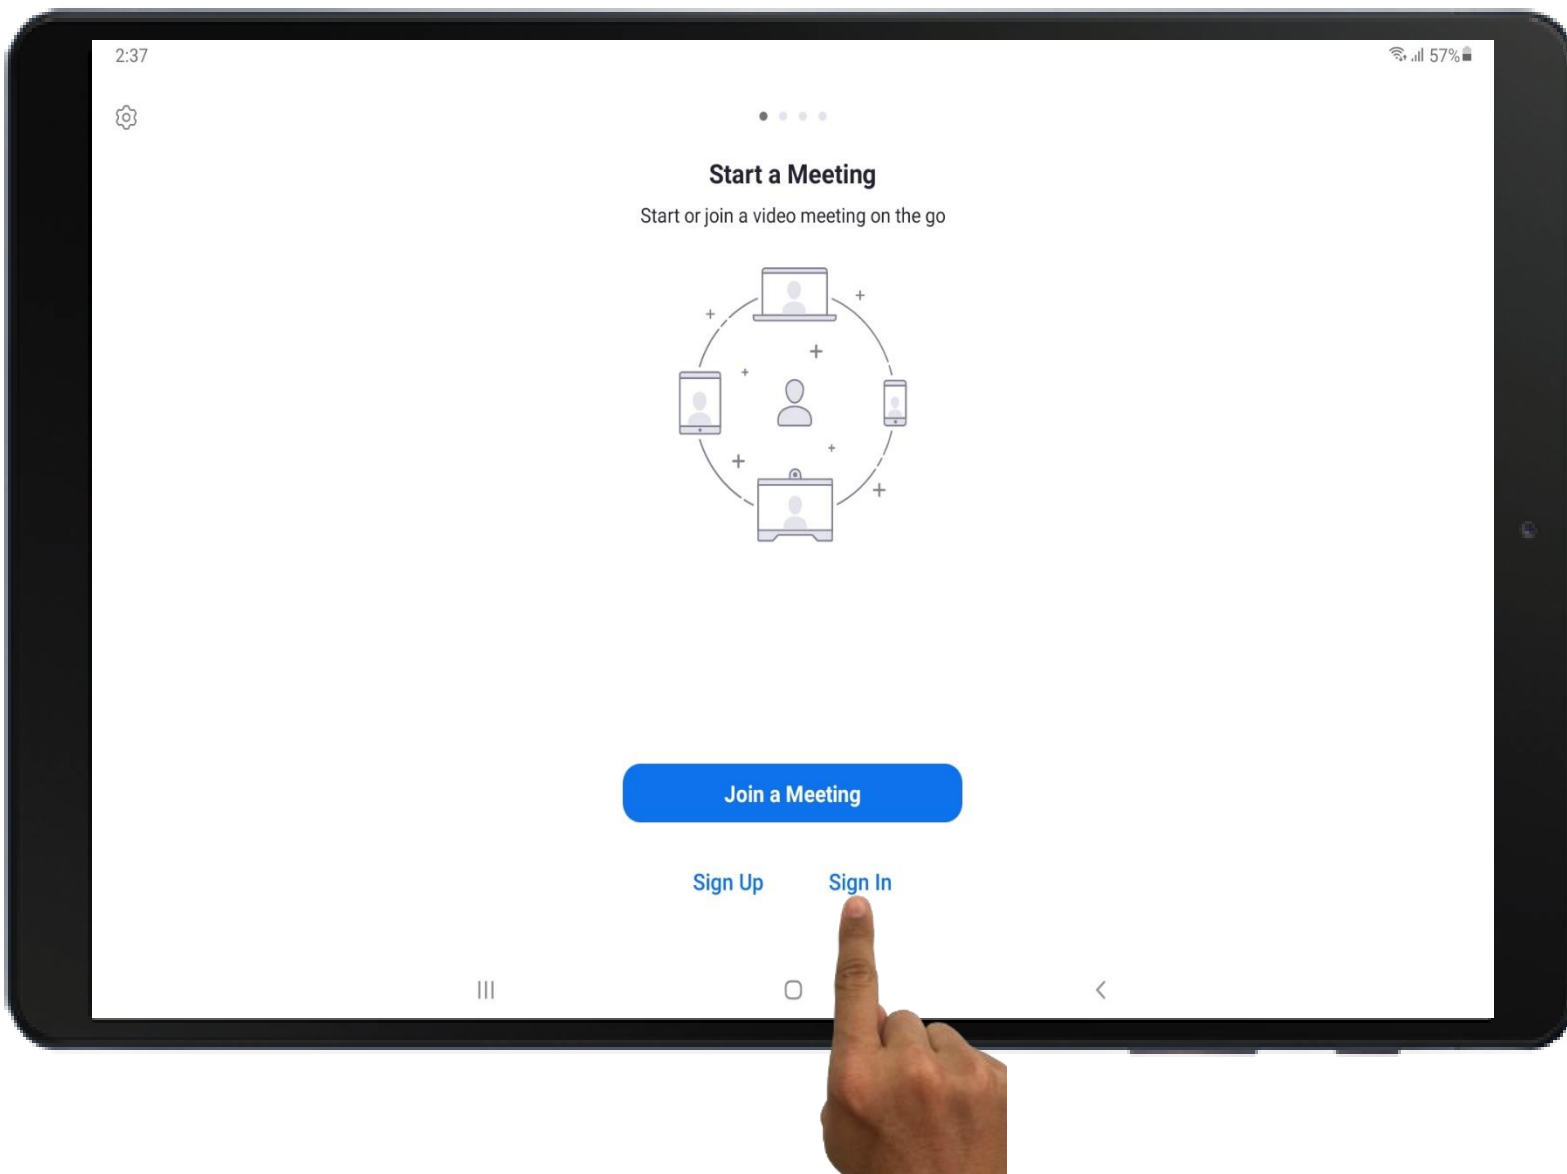 2:37
57%
Start a Meeting
Start or join a video meeting on the go
Join a Meeting
Sign Up
Sign In